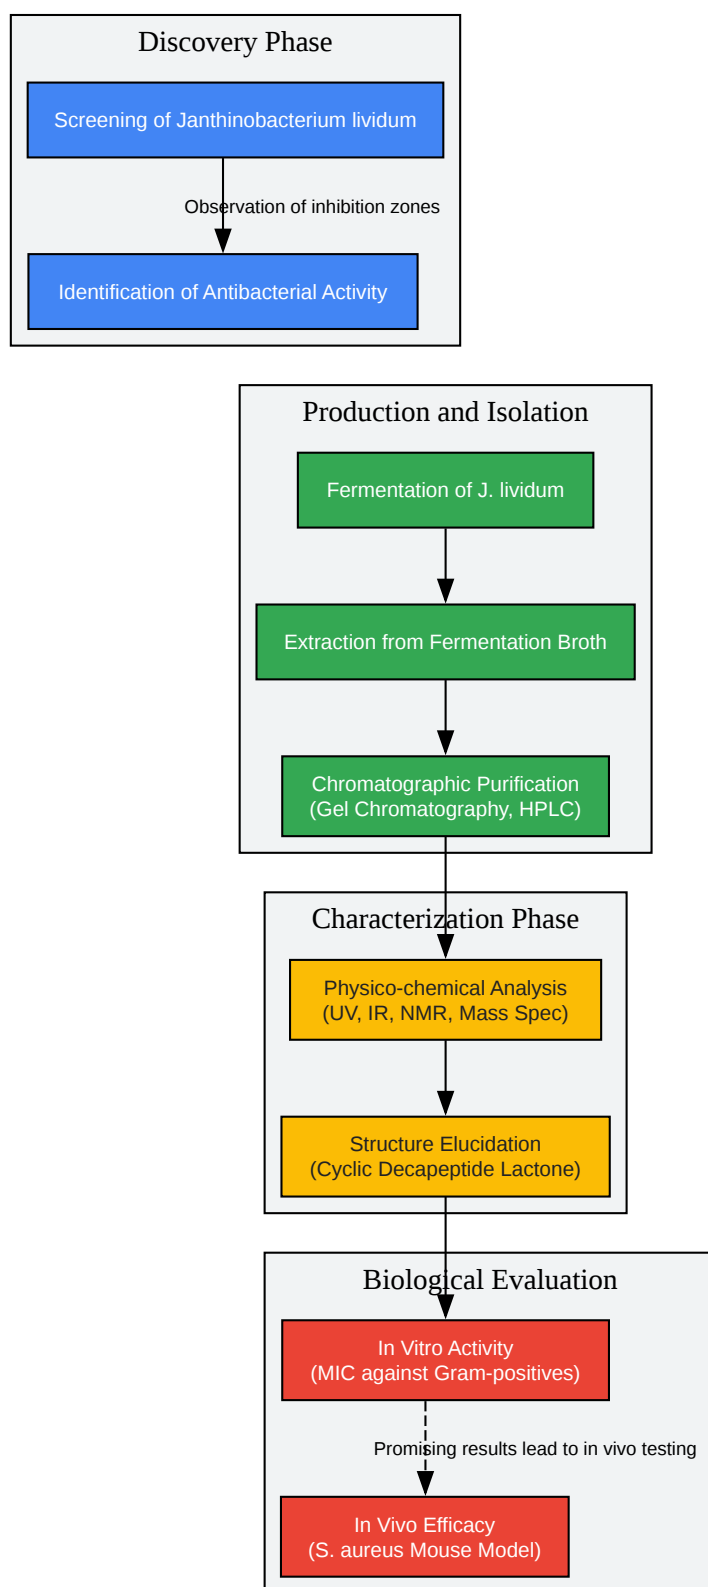 Discovery Phase
Screening of Janthinobacterium lividum
Observation of inhibition zones
Identification of Antibacterial Activity
Production and Isolation
Fermentation of J. lividum
Extraction from Fermentation Broth
Chromatographic Purification
(Gel Chromatography, HPLC)
Characterization Phase
Physico-chemical Analysis
(UV, IR, NMR, Mass Spec)
Structure Elucidation
(Cyclic Decapeptide Lactone)
Biological Evaluation
In Vitro Activity
(MIC against Gram-positives)
Promising results lead to in vivo testing
In Vivo Efficacy
(S. aureus Mouse Model)